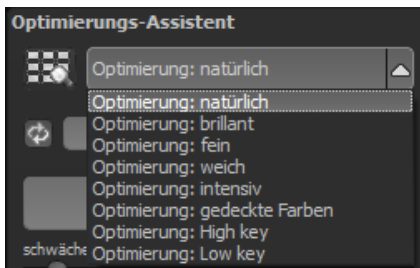 Optimierungs-Assistent
Optimierung: natürlich
Optimierung: natürlich
Optimierung: brillant
Optimierung: fein
Optimierung: weich
Optimierung: intensiv
Optimierung: gedeckte Farben
Optimierung: High key
schwäche
Optimierung: Low key